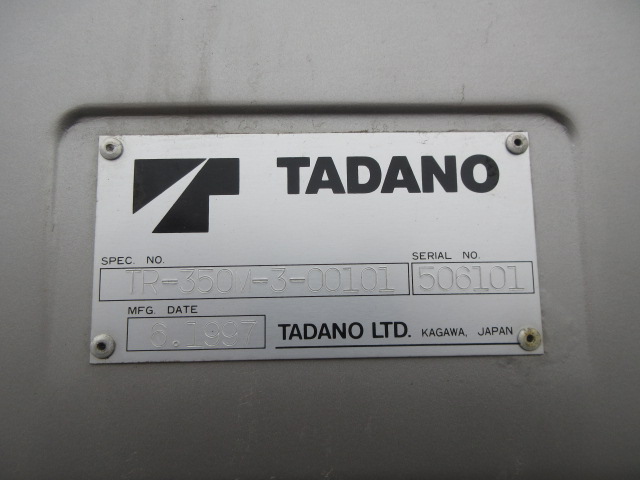 TADANO
SPEC. NO. SERIAL NO.
TR-350M-3-00101 506101
MFG. DATE
6.1997 TADANO LTD. KAGAWA, JAPAN